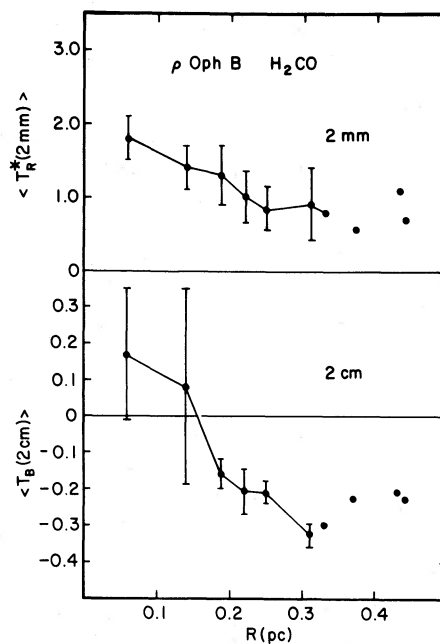 ρ Oph B H₂CO
3.0
2 mm
2.0
1.0
0
< T*R (2mm) >
0.3
2 cm
0.2
0.1
0
−0.1
−0.2
−0.3
−0.4
< TB (2cm) >
0.1 0.2 0.3 0.4
R (pc)